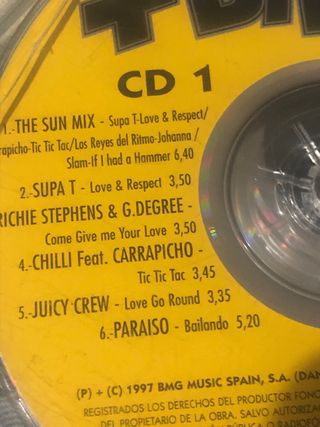 CD 1
1.-THE SUN MIX - Supa T-Love & Respect/
Tic Tic Tac/Los Reyes del Ritmo-Johanna /
Slam-If I had a Hammer 6,40
2.-SUPA T - Love & Respect 3,50
RICHIE STEPHENS & G.DEGREE -
Come Give me Your Love 3,50
4.-CHILLI Feat. CARRAPICHO -
Tic Tic Tac 3,45
5.-JUICY CREW - Love Go Round 3,35
6.-PARAISO - Bailando 5,20
(P) + (C) 1997 BMG MUSIC SPAIN, S.A.
REGISTRADOS LOS DERECHOS DEL PRODUCTOR
DEL PROPIETARIO DE LA OBRA. SALVO